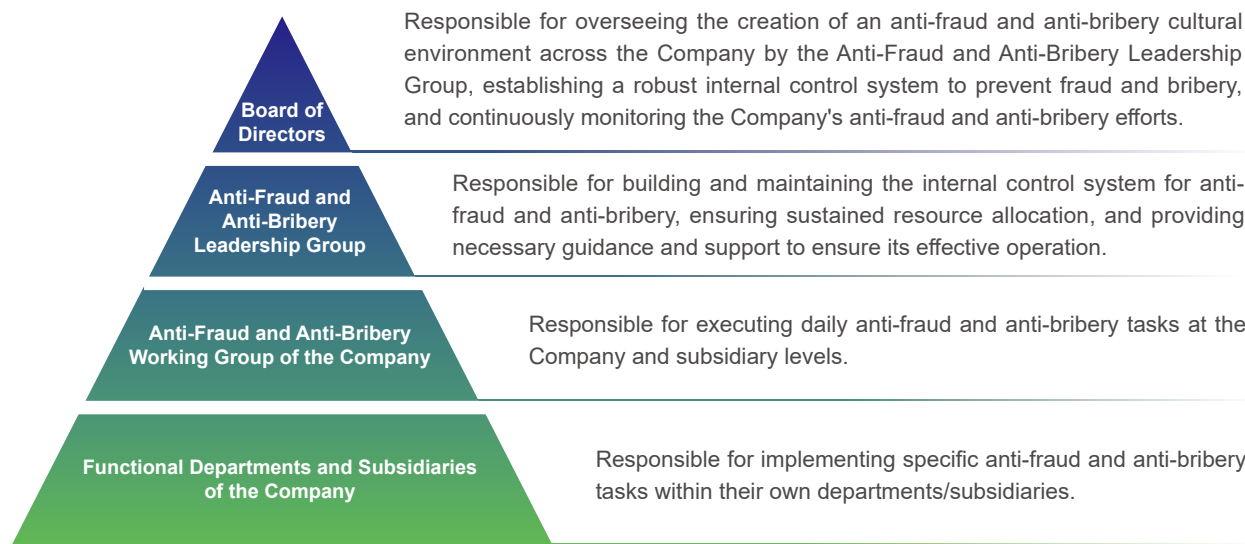 Board of
Directors
Responsible for overseeing the creation of an anti-fraud and anti-bribery cultural
environment across the Company by the Anti-Fraud and Anti-Bribery Leadership
Group, establishing a robust internal control system to prevent fraud and bribery,
and continuously monitoring the Company's anti-fraud and anti-bribery efforts.
Anti-Fraud and
Anti-Bribery
Leadership Group
Responsible for building and maintaining the internal control system for anti-
fraud and anti-bribery, ensuring sustained resource allocation, and providing
necessary guidance and support to ensure its effective operation.
Anti-Fraud and Anti-Bribery
Working Group of the Company
Responsible for executing daily anti-fraud and anti-bribery tasks at the
Company and subsidiary levels.
Functional Departments and Subsidiaries
of the Company
Responsible for implementing specific anti-fraud and anti-bribery
tasks within their own departments/subsidiaries.